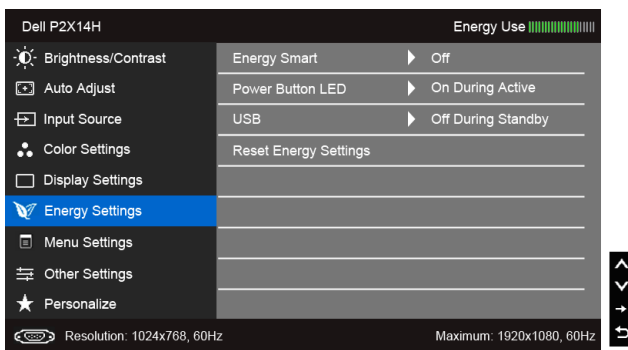 Dell P2X14H Energy Use
Brightness/Contrast Energy Smart Off
Auto Adjust Power Button LED On During Active
Input Source USB Off During Standby
Color Settings Reset Energy Settings
Display Settings
Energy Settings
Menu Settings
Other Settings
Personalize
Resolution: 1024x768, 60Hz Maximum: 1920x1080, 60Hz